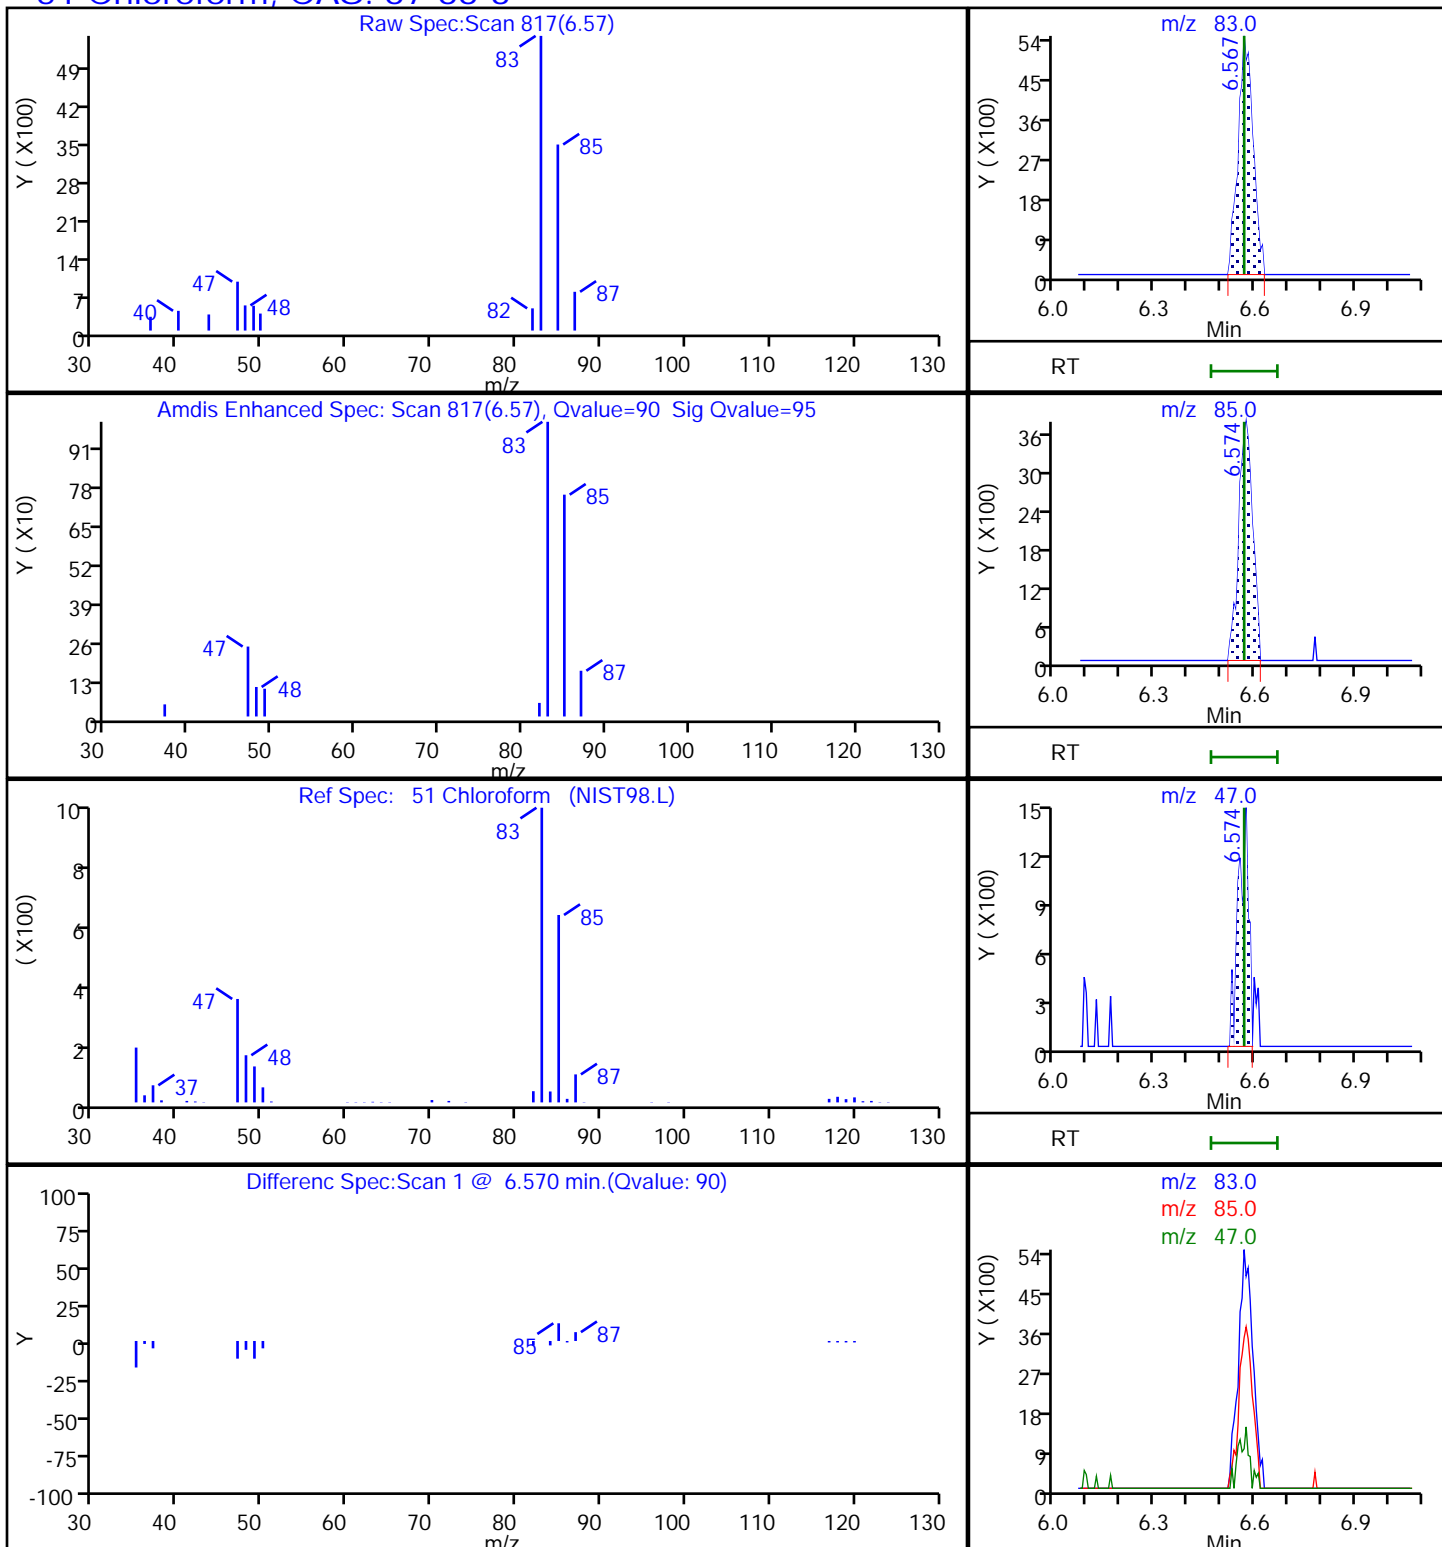 Raw Spec:Scan 817(6.57)
Y ( X100)
49
42
35
28
21
14
7
0
83
85
47
40
48
82
87
30 40 50 60 70 80 90 100 110 120 130
m/z
m/z 83.0
Y ( X100)
54
45
36
27
18
9
0
6.567
6.0 6.3 6.6 6.9
Min
RT
Amdis Enhanced Spec: Scan 817(6.57), Qvalue=90 Sig Qvalue=95
Y ( X10)
91
78
65
52
39
26
13
0
83
85
47
48
87
30 40 50 60 70 80 90 100 110 120 130
m/z
m/z 85.0
Y ( X100)
36
30
24
18
12
6
0
6.574
6.0 6.3 6.6 6.9
Min
RT
Ref Spec: 51 Chloroform (NIST98.L)
( X100)
10
8
6
4
2
0
83
85
47
48
37
87
30 40 50 60 70 80 90 100 110 120 130
m/z 47.0
Y ( X100)
15
12
9
6
3
0
6.574
6.0 6.3 6.6 6.9
Min
RT
Differenc Spec:Scan 1 @ 6.570 min.(Qvalue: 90)
Y
100
75
50
25
0
-25
-50
-75
-100
85
87
30 40 50 60 70 80 90 100 110 120 130
m/z
m/z 83.0
m/z 85.0
m/z 47.0
Y ( X100)
54
45
36
27
18
9
0
6.0 6.3 6.6 6.9
Min